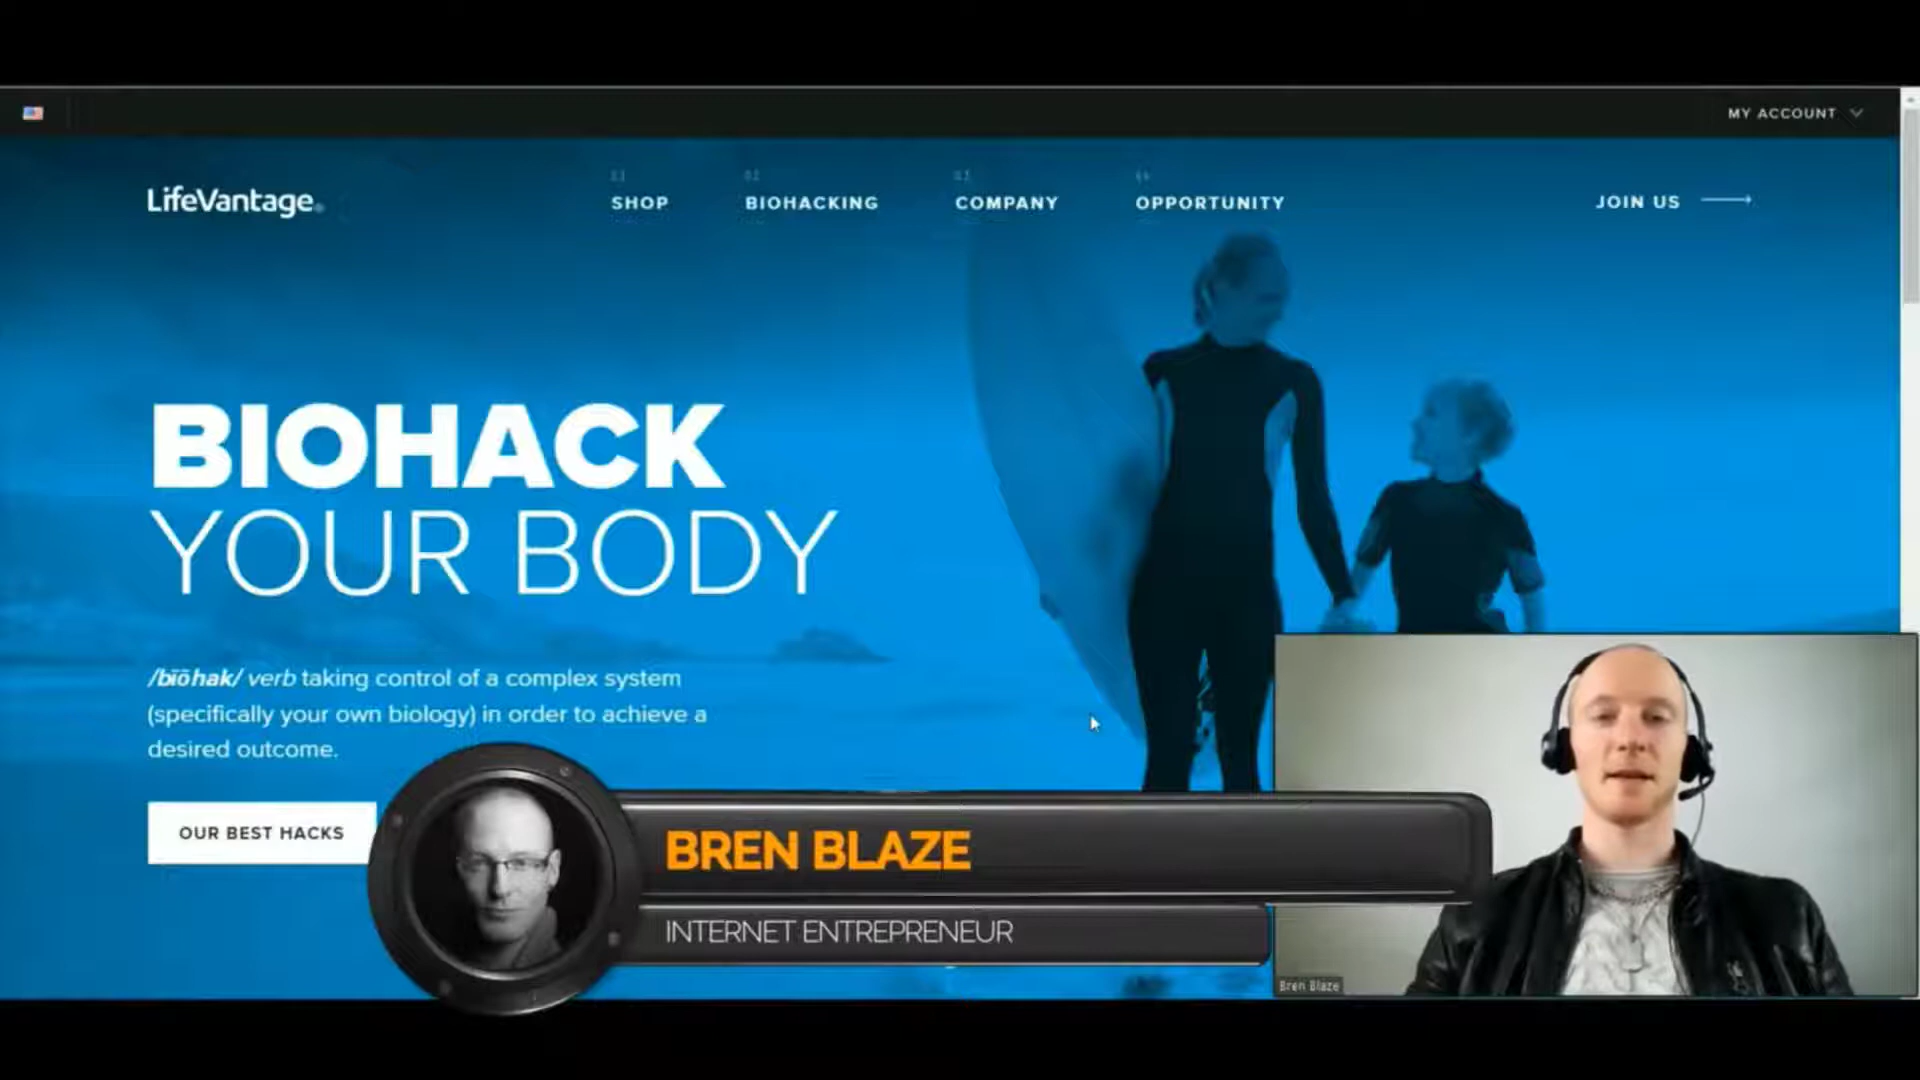 MY ACCOUNT
LifeVantage
SHOP
BIOHACKING
COMPANY
OPPORTUNITY
JOIN US
BIOHACK
YOUR BODY
/bīōhak/ verb taking control of a complex system
(specifically your own biology) in order to achieve a
desired outcome.
OUR BEST HACKS
BREN BLAZE
INTERNET ENTREPRENEUR
Bren Blaze